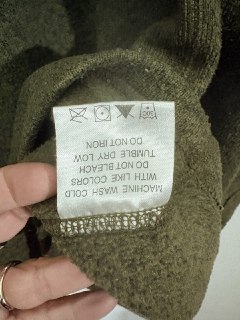 MACHINE WASH COLD
WITH LIKE COLORS
DO NOT BLEACH
TUMBLE DRY LOW
DO NOT IRON